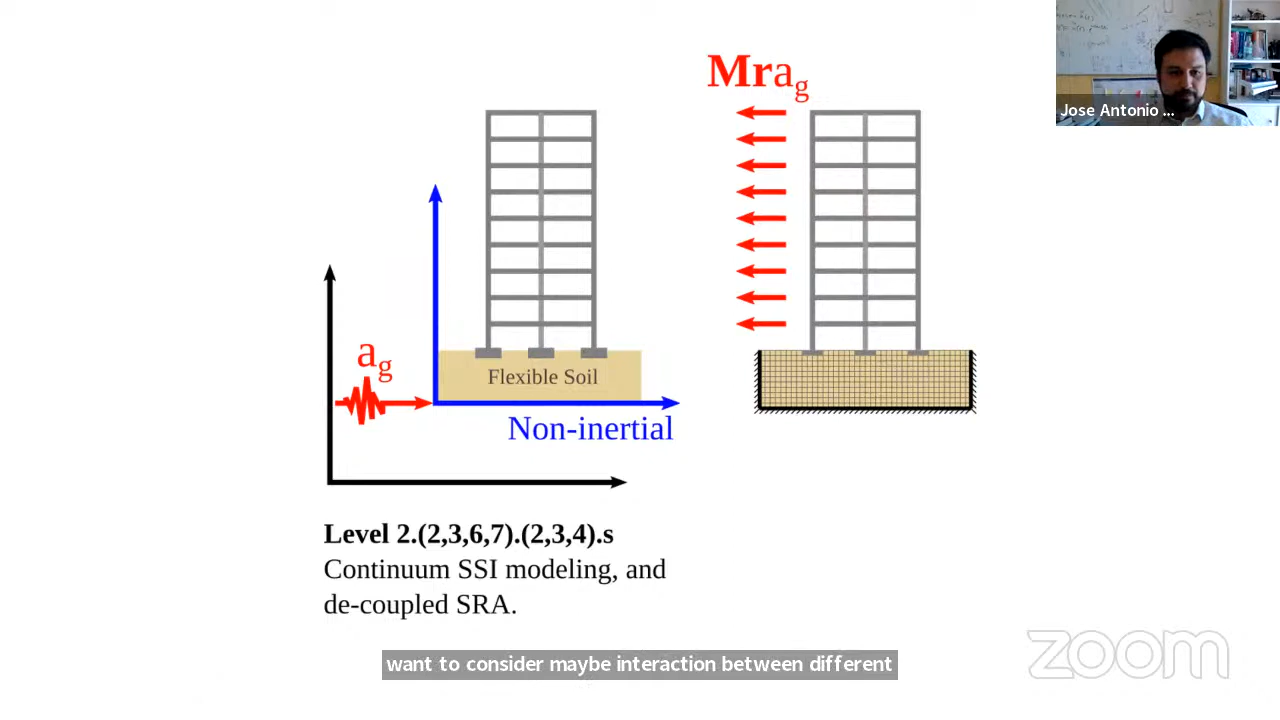 Mra_g
Jose Antonio ...
a_g
Flexible Soil
Non-inertial
Level 2.(2,3,6,7).(2,3,4).s
Continuum SSI modeling, and
de-coupled SRA.
want to consider maybe interaction between different
zoom